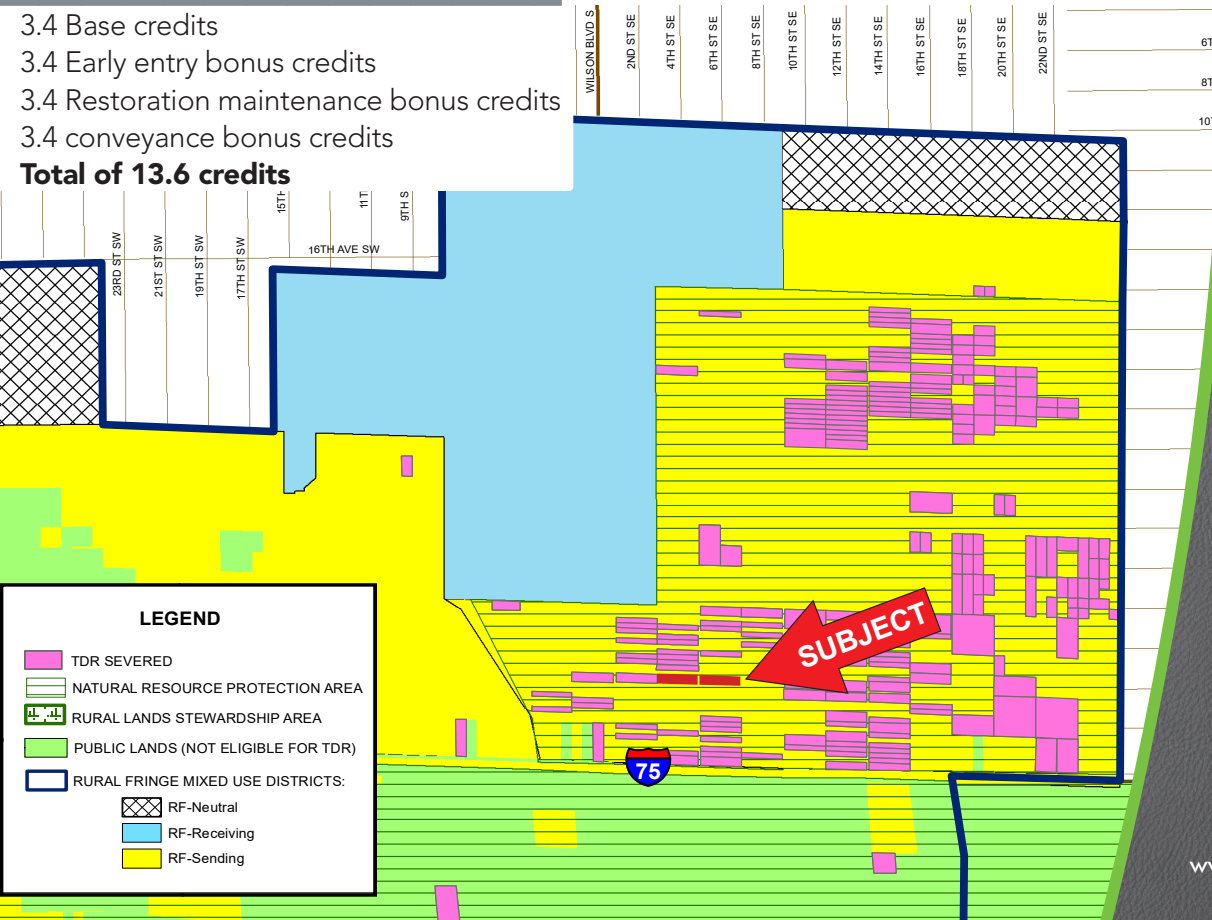 3.4 Base credits
3.4 Early entry bonus credits
3.4 Restoration maintenance bonus credits
3.4 conveyance bonus credits
Total of 13.6 credits
WILSON BLVD S
2ND ST SE
4TH ST SE
6TH ST SE
8TH ST SE
10TH ST SE
12TH ST SE
14TH ST SE
16TH ST SE
18TH ST SE
20TH ST SE
22ND ST SE
6T
8T
10T
15TH
11T
9TH S
16TH AVE SW
23RD ST SW
21ST ST SW
19TH ST SW
17TH ST SW
SUBJECT
75
LEGEND
TDR SEVERED
NATURAL RESOURCE PROTECTION AREA
RURAL LANDS STEWARDSHIP AREA
PUBLIC LANDS (NOT ELIGIBLE FOR TDR)
RURAL FRINGE MIXED USE DISTRICTS:
RF-Neutral
RF-Receiving
RF-Sending